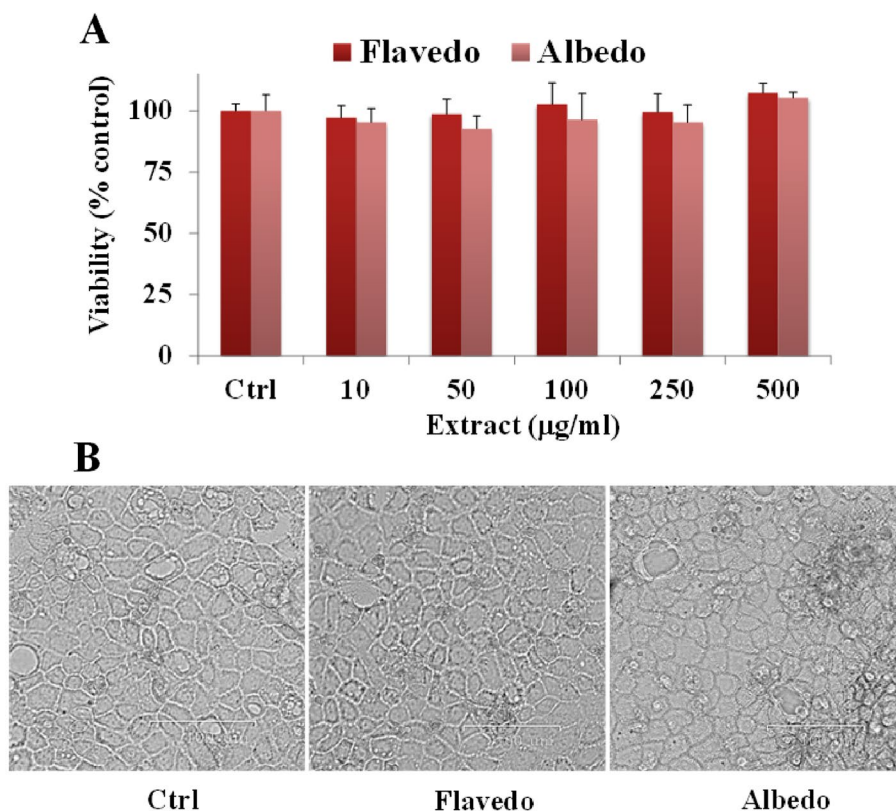 A
Flavedo Albedo
Viability (% control)
100
75
50
25
0
Ctrl 10 50 100 250 500
Extract (µg/ml)
B
Ctrl Flavedo Albedo